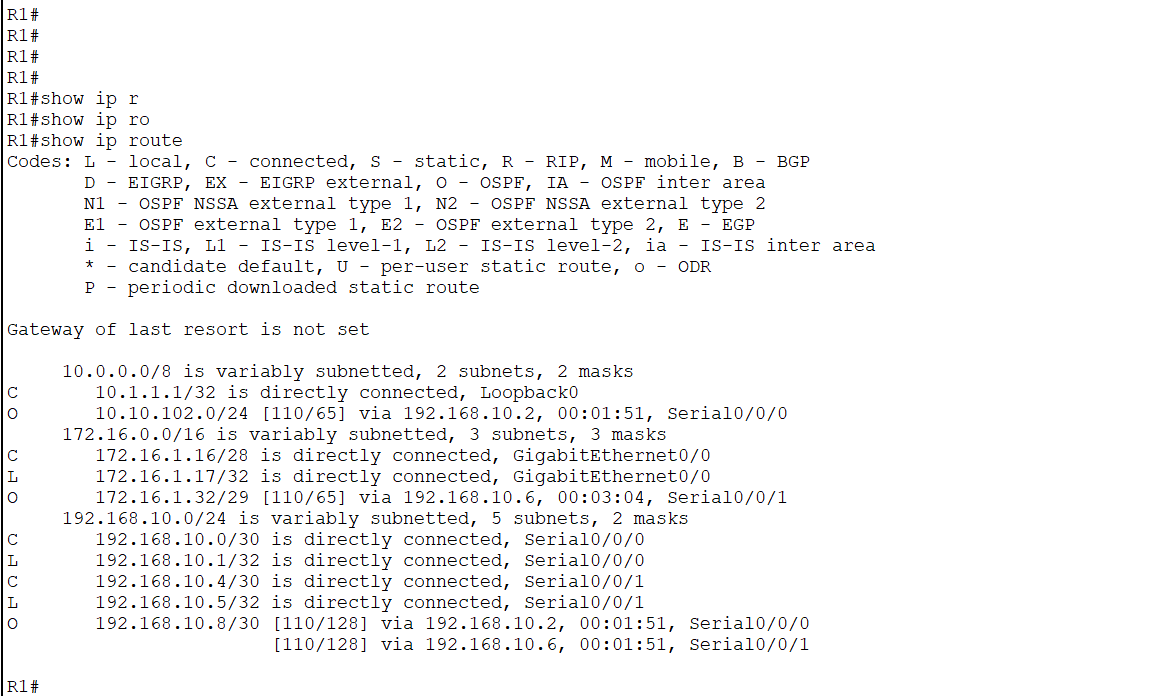 R1#
R1#
R1#
R1#
R1#show ip r
R1#show ip ro
R1#show ip route
Codes: L - local, C - connected, S - static, R - RIP, M - mobile, B - BGP
       D - EIGRP, EX - EIGRP external, O - OSPF, IA - OSPF inter area
       N1 - OSPF NSSA external type 1, N2 - OSPF NSSA external type 2
       E1 - OSPF external type 1, E2 - OSPF external type 2, E - EGP
       i - IS-IS, L1 - IS-IS level-1, L2 - IS-IS level-2, ia - IS-IS inter area
       * - candidate default, U - per-user static route, o - ODR
       P - periodic downloaded static route

Gateway of last resort is not set

     10.0.0.0/8 is variably subnetted, 2 subnets, 2 masks
C       10.1.1.1/32 is directly connected, Loopback0
O       10.10.102.0/24 [110/65] via 192.168.10.2, 00:01:51, Serial0/0/0
     172.16.0.0/16 is variably subnetted, 3 subnets, 3 masks
C       172.16.1.16/28 is directly connected, GigabitEthernet0/0
L       172.16.1.17/32 is directly connected, GigabitEthernet0/0
O       172.16.1.32/29 [110/65] via 192.168.10.6, 00:03:04, Serial0/0/1
     192.168.10.0/24 is variably subnetted, 5 subnets, 2 masks
C       192.168.10.0/30 is directly connected, Serial0/0/0
L       192.168.10.1/32 is directly connected, Serial0/0/0
C       192.168.10.4/30 is directly connected, Serial0/0/1
L       192.168.10.5/32 is directly connected, Serial0/0/1
O       192.168.10.8/30 [110/128] via 192.168.10.2, 00:01:51, Serial0/0/0
                        [110/128] via 192.168.10.6, 00:01:51, Serial0/0/1

R1#